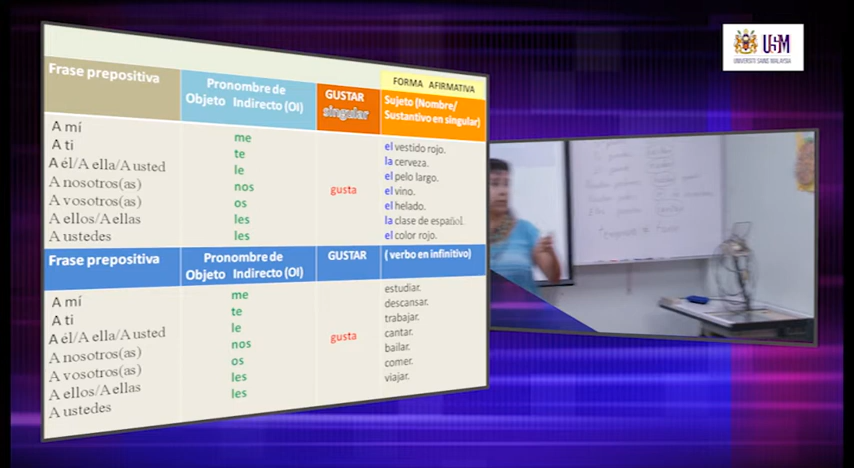 USM
UNIVERSITI SAINS MALAYSIA
FORMA AFIRMATIVA
Frase prepositiva Pronombre de Objeto Indirecto (OI) GUSTAR singular Sujeto (Nombre/ Sustantivo en singular)
A mí me el vestido rojo.
A ti te la cerveza.
A él/A ella/A usted le el pelo largo.
A nosotros(as) nos gusta el vino.
A vosotros(as) os el helado.
A ellos/A ellas les la clase de español.
A ustedes les el color rojo.
Frase prepositiva Pronombre de Objeto Indirecto (OI) GUSTAR ( verbo en infinitivo)
A mí me estudiar.
A ti te descansar.
A él/A ella/A usted le trabajar.
A nosotros(as) nos gusta cantar.
A vosotros(as) os bailar.
A ellos/A ellas les comer.
A ustedes les viajar.